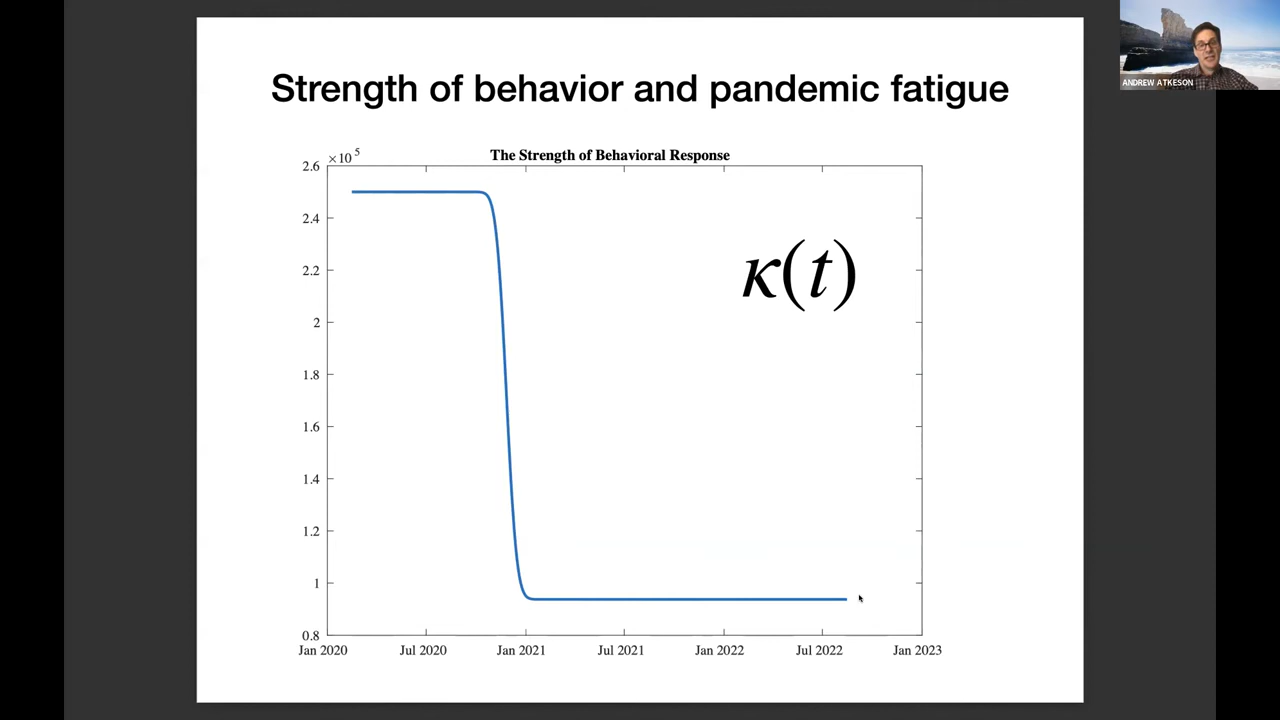 Strength of behavior and pandemic fatigue
ANDREW ATKESON
The Strength of Behavioral Response
×10^5
2.6
2.4
2.2
2
1.8
1.6
1.4
1.2
1
0.8
κ(t)
Jan 2020 Jul 2020 Jan 2021 Jul 2021 Jan 2022 Jul 2022 Jan 2023